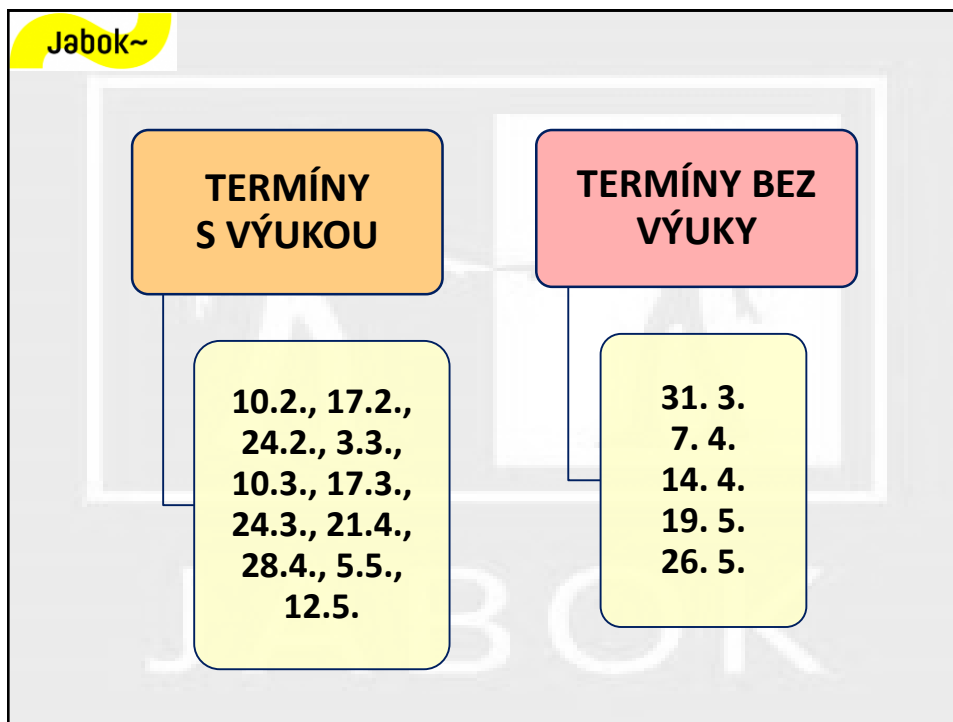 Jabok~
TERMÍNY
S VÝUKOU
10.2., 17.2.,
24.2., 3.3.,
10.3., 17.3.,
24.3., 21.4.,
28.4., 5.5.,
12.5.
TERMÍNY BEZ
VÝUKY
31. 3.
7. 4.
14. 4.
19. 5.
26. 5.
JABOK